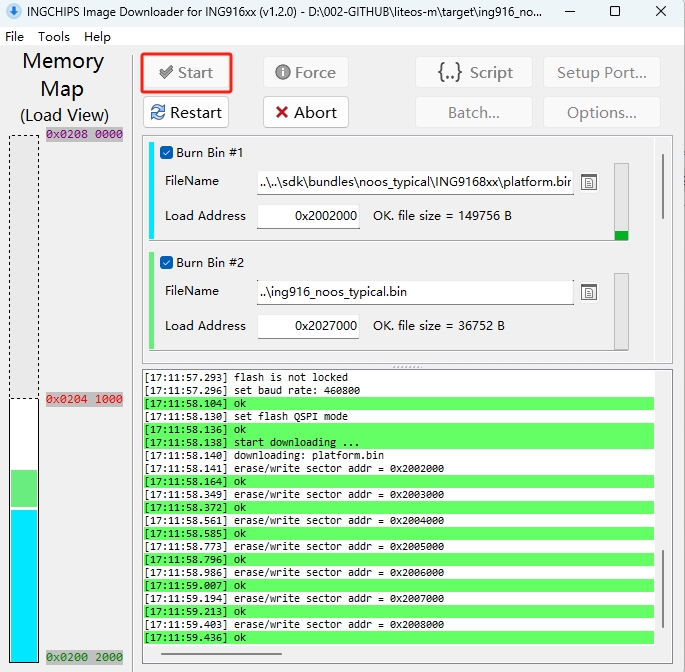 INGCHIPS Image Downloader for ING916xx (v1.2.0) - D:\002-GITHUB\liteos-m\target\ing916_no...
File Tools Help
Memory
Map
(Load View)
0x0208 0000
0x0204 1000
0x0200 2000
Start
Force
{..} Script
Setup Port...
Restart
Abort
Batch...
Options...
Burn Bin #1
FileName ..\..\sdk\bundles\noos_typical\ING9168xx\platform.bin
Load Address 0x2002000 OK. file size = 149756 B
Burn Bin #2
FileName ..\ing916_noos_typical.bin
Load Address 0x2027000 OK. file size = 36752 B
[17:11:57.293] flash is not locked
[17:11:57.296] set baud rate: 460800
[17:11:58.104] ok
[17:11:58.130] set flash QSPI mode
[17:11:58.136] ok
[17:11:58.138] start downloading ...
[17:11:58.140] downloading: platform.bin
[17:11:58.141] erase/write sector addr = 0x2002000
[17:11:58.164] ok
[17:11:58.349] erase/write sector addr = 0x2003000
[17:11:58.372] ok
[17:11:58.561] erase/write sector addr = 0x2004000
[17:11:58.585] ok
[17:11:58.773] erase/write sector addr = 0x2005000
[17:11:58.796] ok
[17:11:58.986] erase/write sector addr = 0x2006000
[17:11:59.007] ok
[17:11:59.194] erase/write sector addr = 0x2007000
[17:11:59.213] ok
[17:11:59.403] erase/write sector addr = 0x2008000
[17:11:59.436] ok